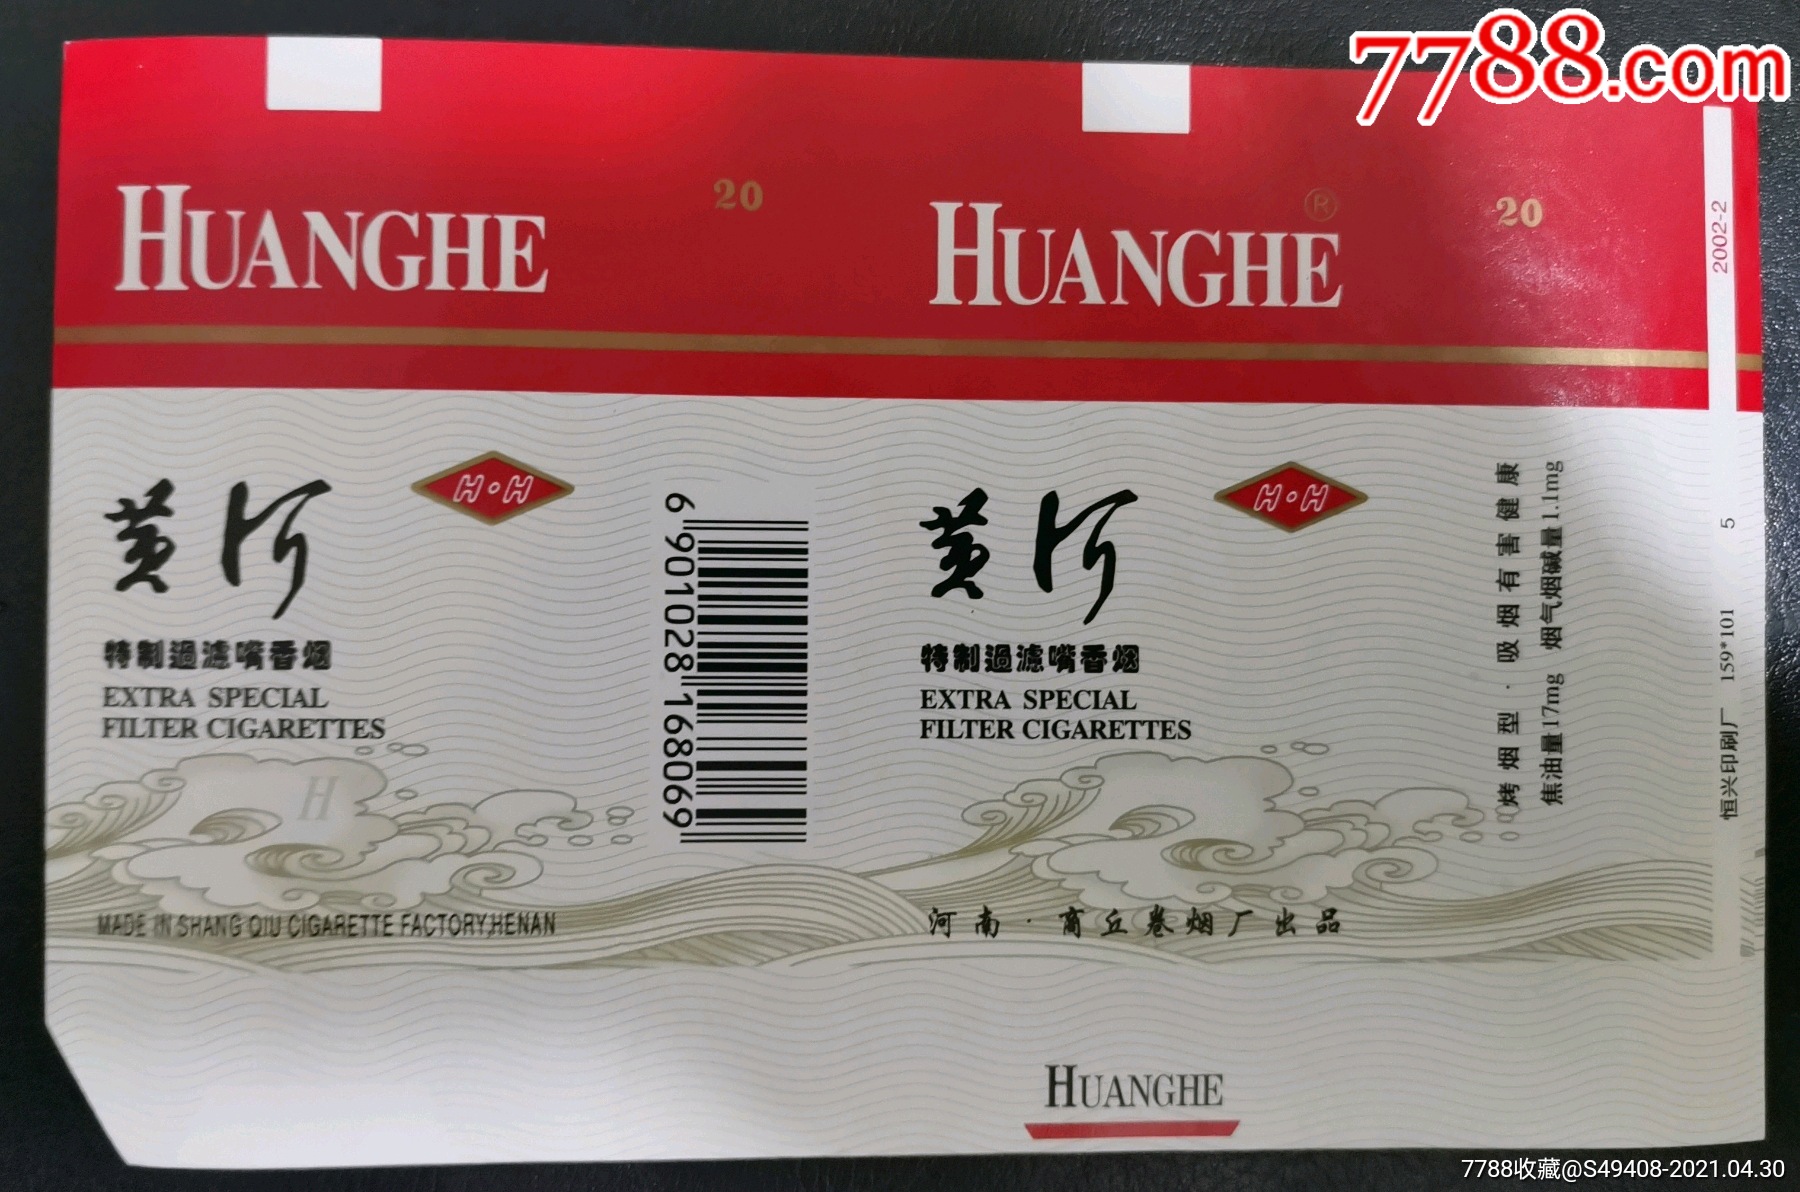 7788.com
HUANGHE
20
HUANGHE
®
20
2002-2
黄河
H·H
特制過濾嘴香烟
EXTRA SPECIAL
FILTER CIGARETTES
H
MADE IN SHANG QIU CIGARETTE FACTORY,HENAN
6 901028 168069
黄河
H·H
特制過濾嘴香烟
EXTRA SPECIAL
FILTER CIGARETTES
河南·商丘卷烟厂出品
烤烟型·吸烟有害健康
焦油量17mg 烟气烟碱量1.1mg
恒兴印刷厂 159*101 5
HUANGHE
7788收藏@S49408-2021.04.30